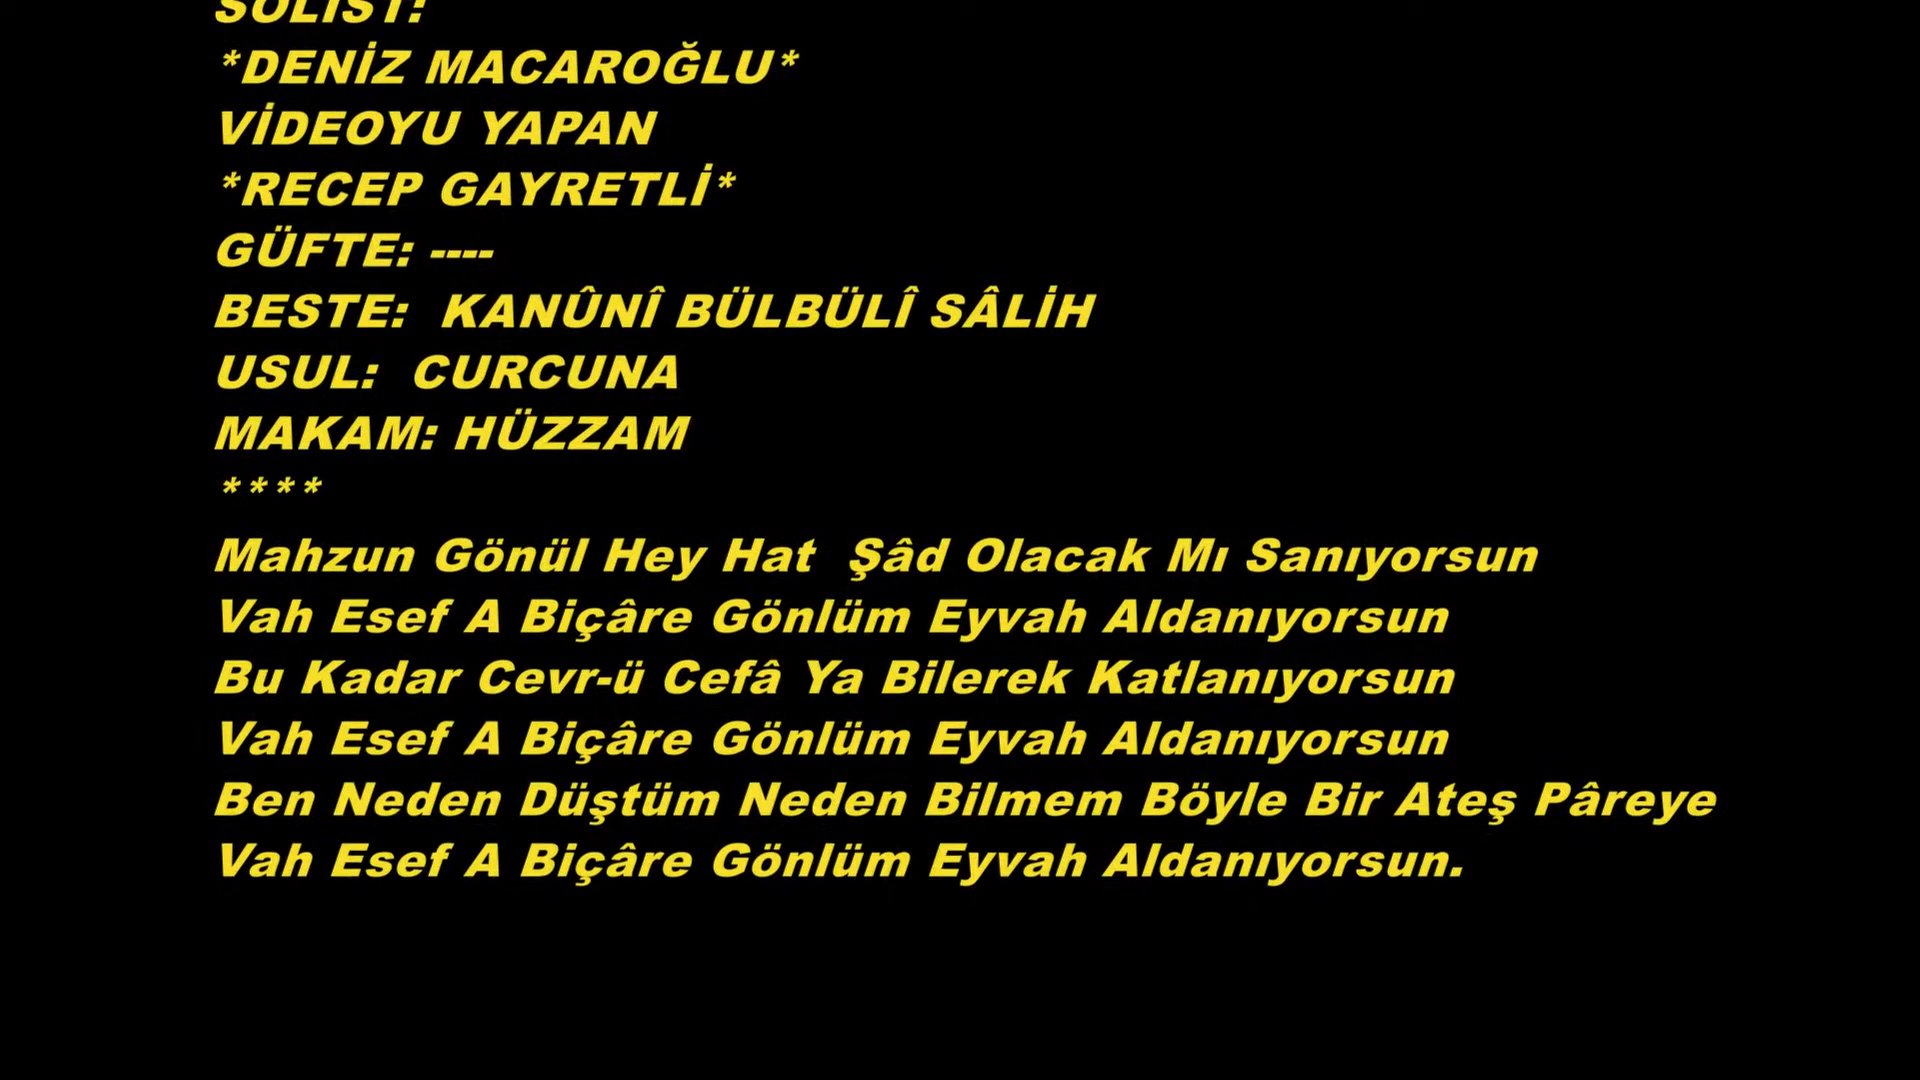 SOLİST:
*DENİZ MACAROĞLU*
VİDEOYU YAPAN
*RECEP GAYRETLİ*
GÜFTE: ----
BESTE:  KANÛNÎ BÜLBÜLÎ SÂLİH
USUL:  CURCUNA
MAKAM: HÜZZAM
****
Mahzun Gönül Hey Hat  Şâd Olacak Mı Sanıyorsun
Vah Esef A Biçâre Gönlüm Eyvah Aldanıyorsun
Bu Kadar Cevr-ü Cefâ Ya Bilerek Katlanıyorsun
Vah Esef A Biçâre Gönlüm Eyvah Aldanıyorsun
Ben Neden Düştüm Neden Bilmem Böyle Bir Ateş Pâreye
Vah Esef A Biçâre Gönlüm Eyvah Aldanıyorsun.